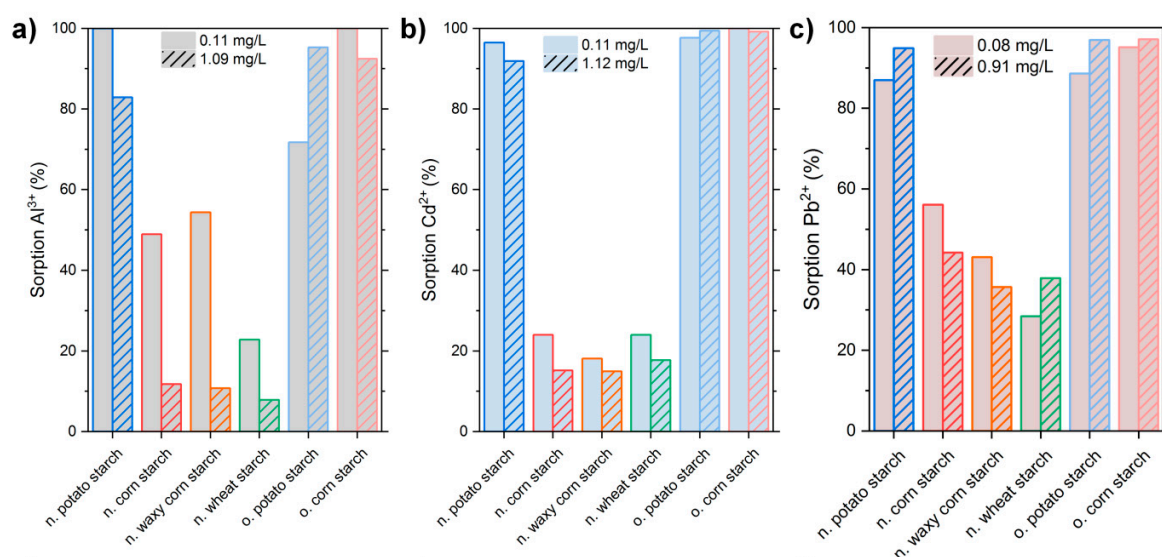 a)
0.11 mg/L
1.09 mg/L
Sorption Al³⁺ (%)
100
80
60
40
20
0
n. potato starch
n. corn starch
n. waxy corn starch
n. wheat starch
o. potato starch
o. corn starch
b)
0.11 mg/L
1.12 mg/L
Sorption Cd²⁺ (%)
100
80
60
40
20
0
n. potato starch
n. corn starch
n. waxy corn starch
n. wheat starch
o. potato starch
o. corn starch
c)
0.08 mg/L
0.91 mg/L
Sorption Pb²⁺ (%)
100
80
60
40
20
0
n. potato starch
n. corn starch
n. waxy corn starch
n. wheat starch
o. potato starch
o. corn starch